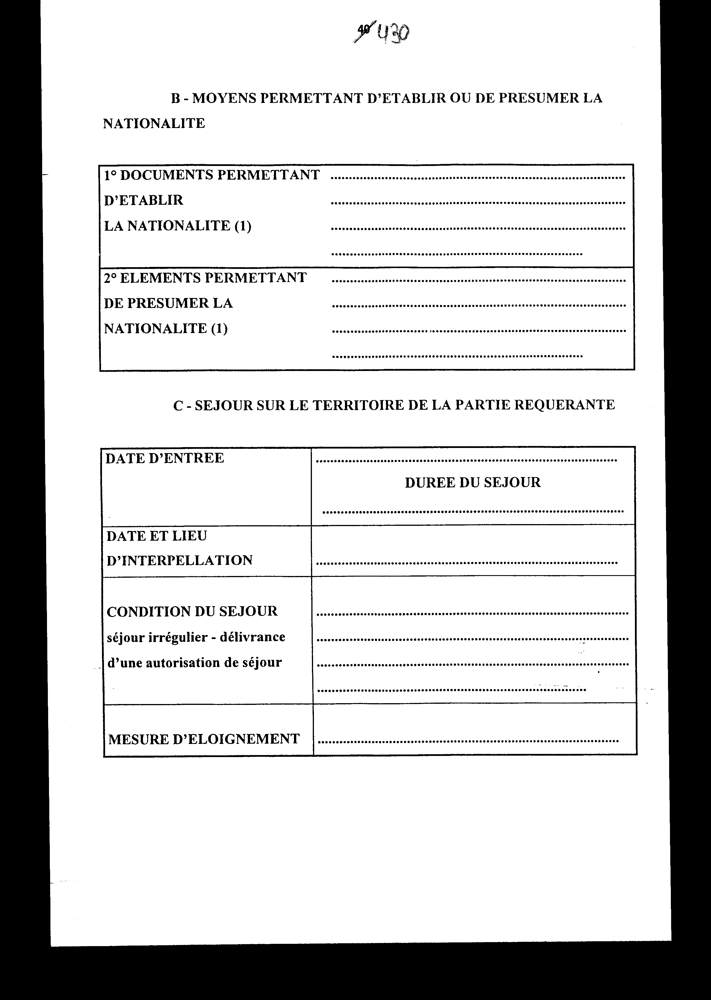 40 430
B - MOYENS PERMETTANT D'ETABLIR OU DE PRESUMER LA
NATIONALITE
1° DOCUMENTS PERMETTANT ................................................................................
D'ETABLIR ................................................................................
LA NATIONALITE (1) ................................................................................
....................................................................
2° ELEMENTS PERMETTANT ................................................................................
DE PRESUMER LA ................................................................................
NATIONALITE (1) ................................................................................
....................................................................
C - SEJOUR SUR LE TERRITOIRE DE LA PARTIE REQUERANTE
DATE D'ENTREE ..................................................................................
DUREE DU SEJOUR
..................................................................................
DATE ET LIEU
D'INTERPELLATION ..................................................................................
CONDITION DU SEJOUR .....................................................................................
séjour irrégulier - délivrance .....................................................................................
d'une autorisation de séjour .....................................................................................
.........................................................................
MESURE D'ELOIGNEMENT ..................................................................................